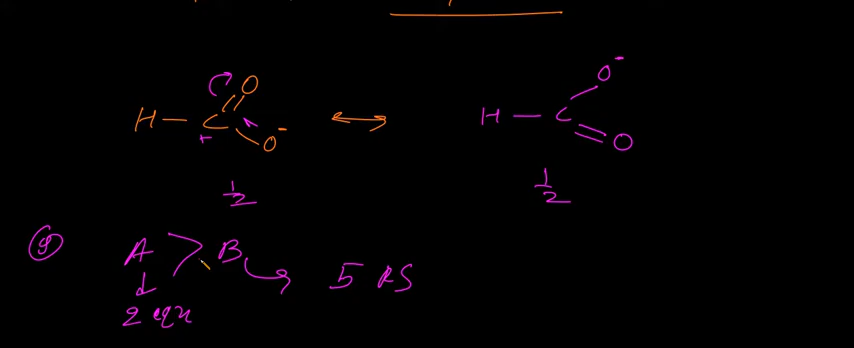 H — C = O O⁻ ⟷ H — C O⁻ = O
+
1/2 1/2
9 A > B → 5 RS
↓
2 eqn